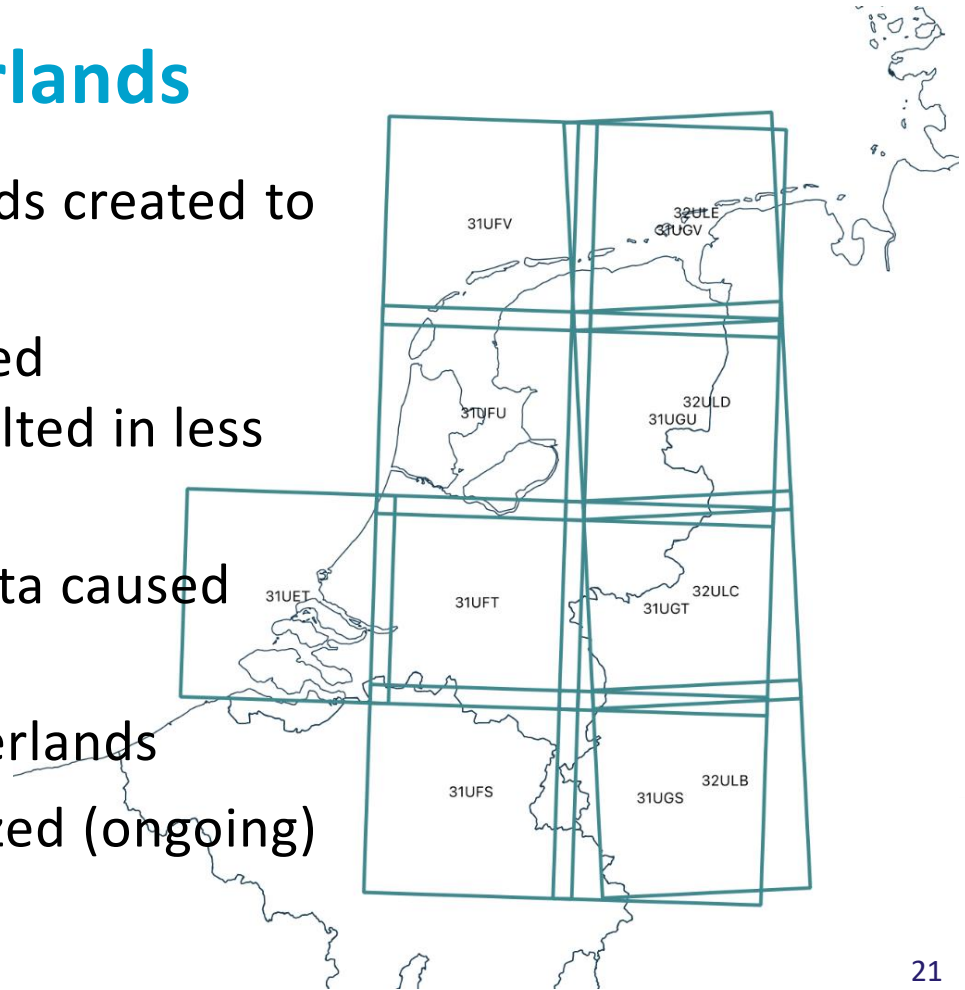 rlands
ds created to
ed
lted in less
ta caused
erlands
zed (ongoing)
31UFV
32ULE
31UGV
31UFU
32ULD
31UGU
31UET
31UFT
32ULC
31UGT
31UFS
32ULB
31UGS
21